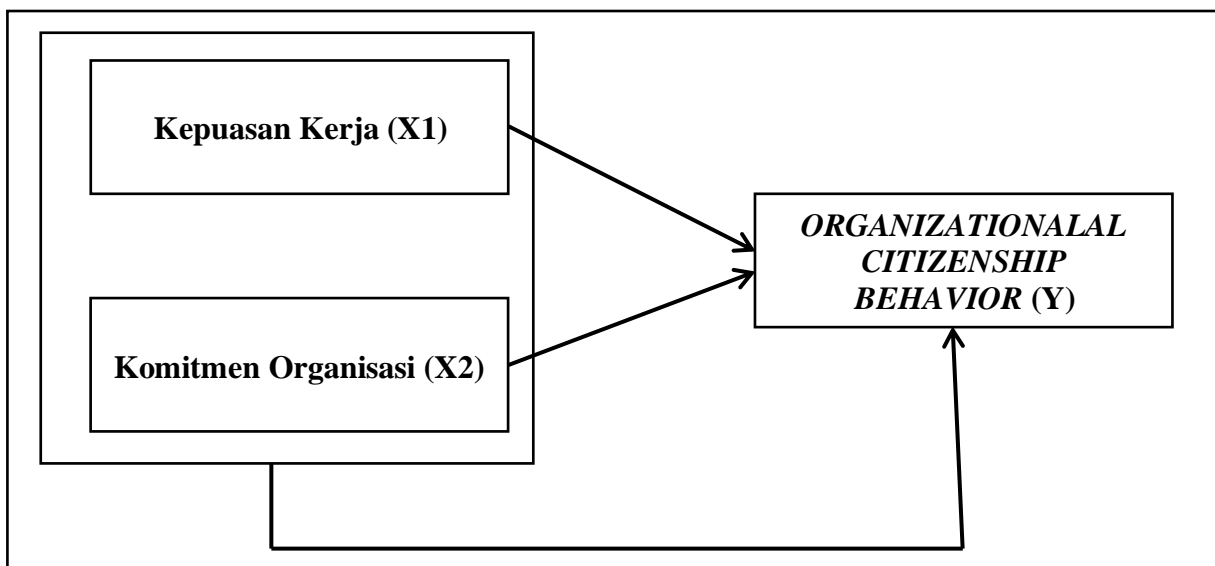 Kepuasan Kerja (X1)
ORGANIZATIONALAL
CITIZENSHIP
BEHAVIOR (Y)
Komitmen Organisasi (X2)